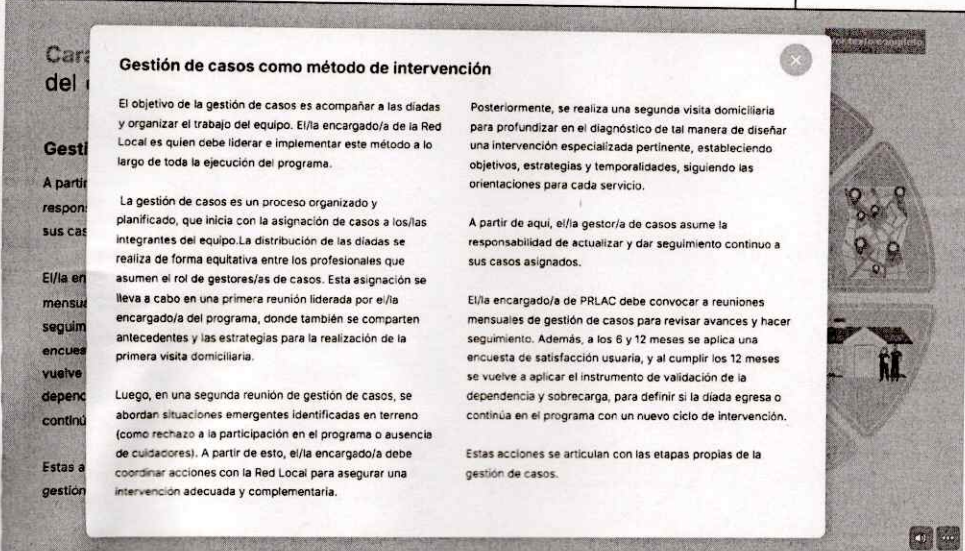 Cara
del
Gesti
A partir
respon
sus cas
El/la en
mensua
seguim
encues
vuelve
depend
continú
Estas a
gestión
Gestión de casos como método de intervención
El objetivo de la gestión de casos es acompañar a las díadas
y organizar el trabajo del equipo. El/la encargado/a de la Red
Local es quien debe liderar e implementar este método a lo
largo de toda la ejecución del programa.
La gestión de casos es un proceso organizado y
planificado, que inicia con la asignación de casos a los/las
integrantes del equipo.La distribución de las díadas se
realiza de forma equitativa entre los profesionales que
asumen el rol de gestores/as de casos. Esta asignación se
lleva a cabo en una primera reunión liderada por el/la
encargado/a del programa, donde también se comparten
antecedentes y las estrategias para la realización de la
primera visita domiciliaria.
Luego, en una segunda reunión de gestión de casos, se
abordan situaciones emergentes identificadas en terreno
(como rechazo a la participación en el programa o ausencia
de cuidadores). A partir de esto, el/la encargado/a debe
coordinar acciones con la Red Local para asegurar una
intervención adecuada y complementaria.
Posteriormente, se realiza una segunda visita domiciliaria
para profundizar en el diagnóstico de tal manera de diseñar
una intervención especializada pertinente, estableciendo
objetivos, estrategias y temporalidades, siguiendo las
orientaciones para cada servicio.
A partir de aquí, el/la gestor/a de casos asume la
responsabilidad de actualizar y dar seguimiento continuo a
sus casos asignados.
El/la encargado/a de PRLAC debe convocar a reuniones
mensuales de gestión de casos para revisar avances y hacer
seguimiento. Además, a los 6 y 12 meses se aplica una
encuesta de satisfacción usuaria, y al cumplir los 12 meses
se vuelve a aplicar el instrumento de validación de la
dependencia y sobrecarga, para definir si la díada egresa o
continúa en el programa con un nuevo ciclo de intervención.
Estas acciones se articulan con las etapas propias de la
gestión de casos.
texto completo